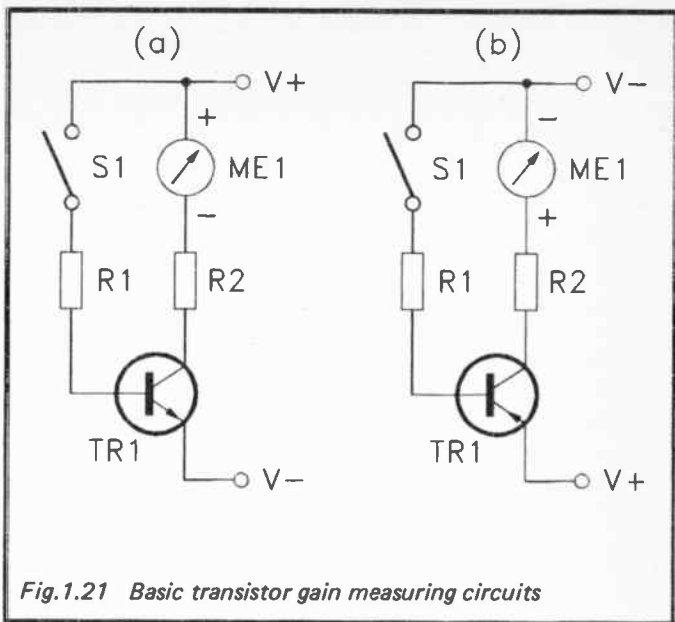 (a) (b)
V+ V−
+ −
S1 ME1 S1 ME1
− +
R1 R2 R1 R2
TR1 TR1
V− V+
Fig.1.21 Basic transistor gain measuring circuits